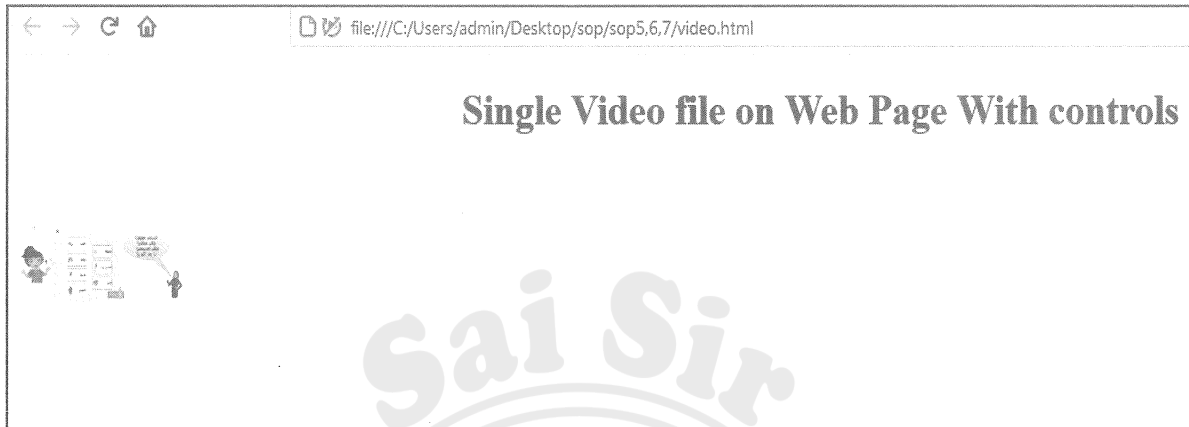 file:///C:/Users/admin/Desktop/sop/sop5,6,7/video.html
Single Video file on Web Page With controls
Sai Sir